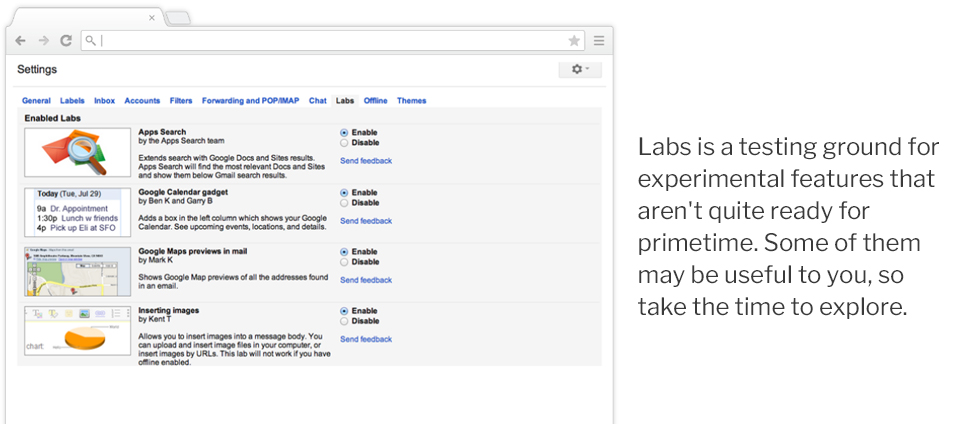 Settings
General Labels Inbox Accounts Filters Forwarding and POP/IMAP Chat Labs Offline Themes
Enabled Labs
Apps Search
by the Apps Search team
Extends search with Google Docs and Sites results.
Apps Search will find the most relevant Docs and Sites
and show them below Gmail search results.
Enable
Disable
Send feedback
Today (Tue, Jul 29)
9a Dr. Appointment
1:30p Lunch w friends
4p Pick up Eli at SFO
Google Calendar gadget
by Ben K and Garry B
Adds a box in the left column which shows your Google
Calendar. See upcoming events, locations, and details.
Enable
Disable
Send feedback
Google Maps previews in mail
by Mark K
Shows Google Map previews of all the addresses found
in an email.
Enable
Disable
Send feedback
chart:
Inserting images
by Kent T
Allows you to insert images into a message body. You
can upload and insert image files in your computer, or
insert images by URLs. This lab will not work if you have
offline enabled.
Enable
Disable
Send feedback
Labs is a testing ground for
experimental features that
aren't quite ready for
primetime. Some of them
may be useful to you, so
take the time to explore.